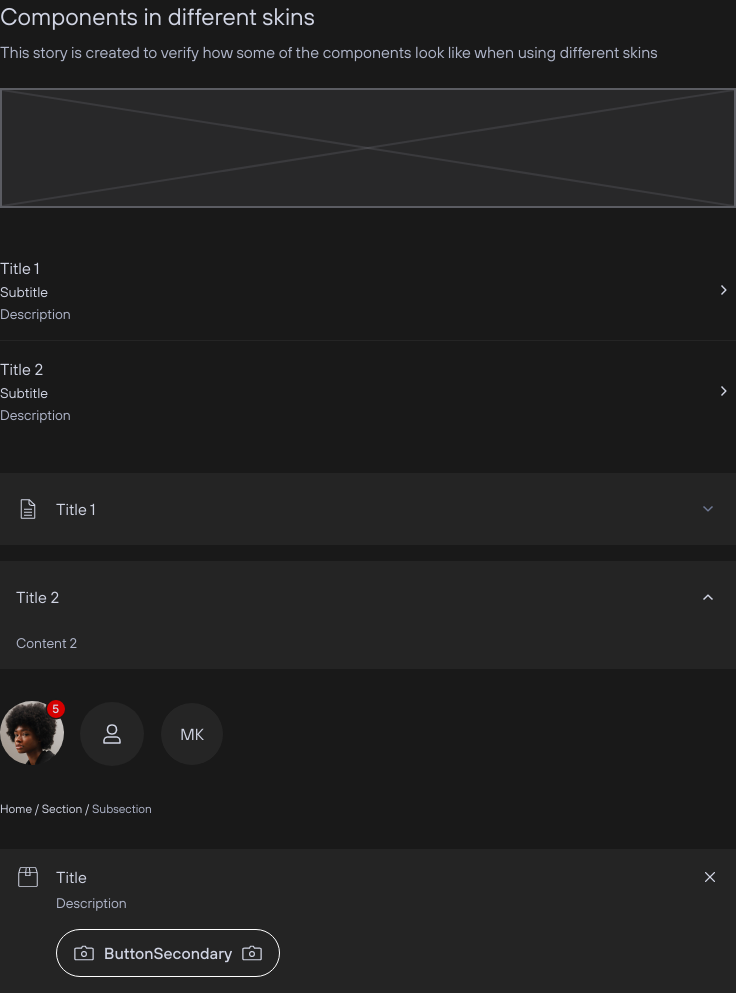 Components in different skins
This story is created to verify how some of the components look like when using different skins
Title 1
Subtitle
Description
Title 2
Subtitle
Description
Title 1
Title 2
Content 2
5
MK
Home / Section / Subsection
Title
Description
ButtonSecondary